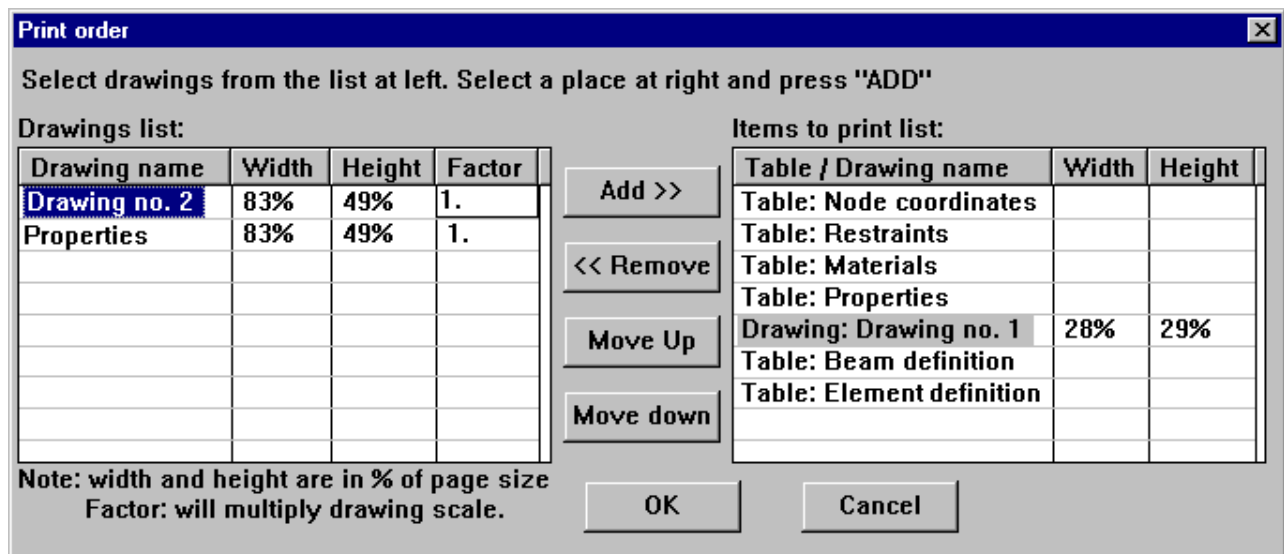 Print order
Select drawings from the list at left. Select a place at right and press "ADD"
Drawings list:
Drawing name Width Height Factor
Drawing no. 2 83% 49% 1.
Properties 83% 49% 1.
Add >>
<< Remove
Move Up
Move down
Items to print list:
Table / Drawing name Width Height
Table: Node coordinates
Table: Restraints
Table: Materials
Table: Properties
Drawing: Drawing no. 1 28% 29%
Table: Beam definition
Table: Element definition
Note: width and height are in % of page size
Factor: will multiply drawing scale.
OK
Cancel